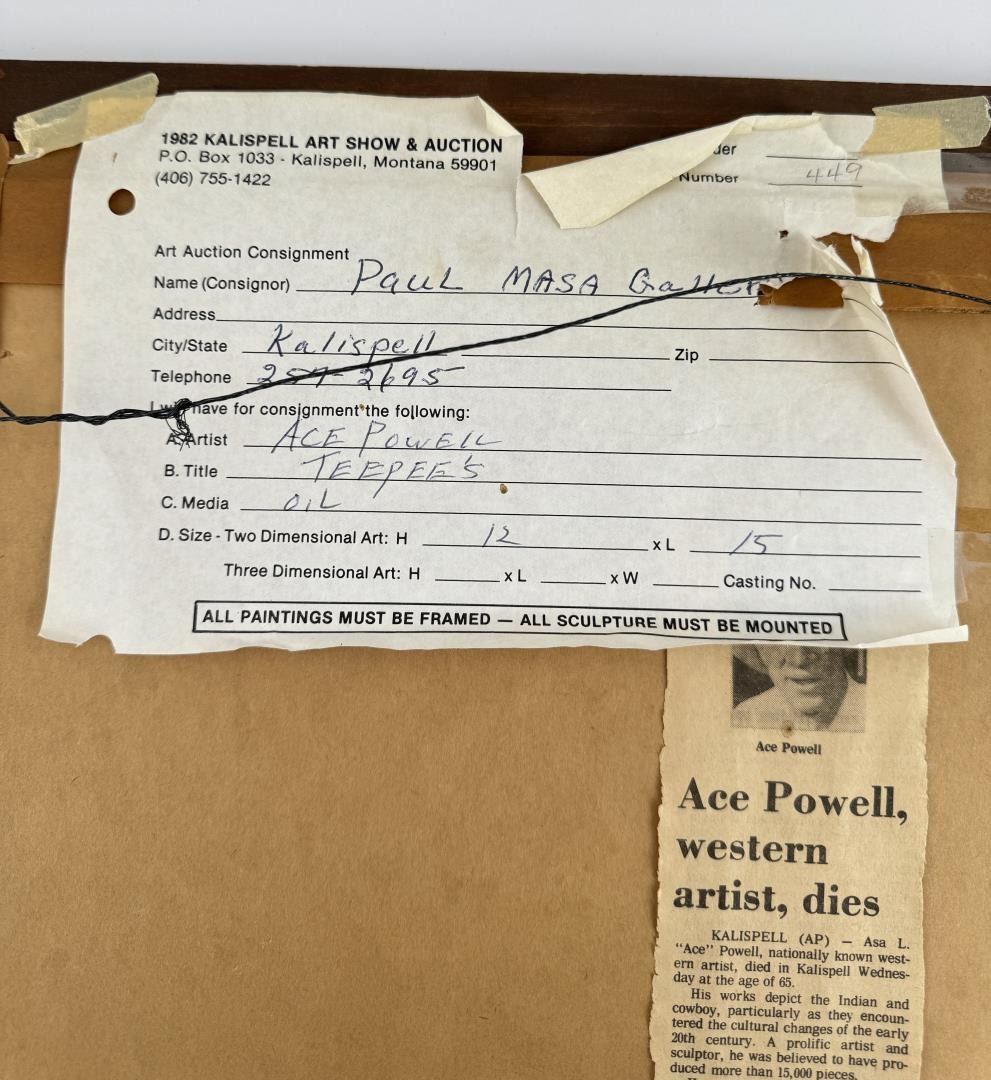 1982 KALISPELL ART SHOW & AUCTION
P.O. Box 1033 - Kalispell, Montana 59901
(406) 755-1422
Number 449
Art Auction Consignment
Name (Consignor) PAUL MASA
Address
City/State Kalispell Zip
Telephone 257-2695
have for consignment the following:
A. Artist ACE POWELL
B. Title TEEPEE'S
C. Media OIL
D. Size - Two Dimensional Art: H 12 x L 15
Three Dimensional Art: H x L x W Casting No.
ALL PAINTINGS MUST BE FRAMED — ALL SCULPTURE MUST BE MOUNTED
Ace Powell
Ace Powell,
western
artist, dies
KALISPELL (AP) — Asa L.
"Ace" Powell, nationally known west-
ern artist, died in Kalispell Wednes-
day at the age of 65.
His works depict the Indian and
cowboy, particularly as they encoun-
tered the cultural changes of the early
20th century. A prolific artist and
sculptor, he was believed to have pro-
duced more than 15,000 pieces.